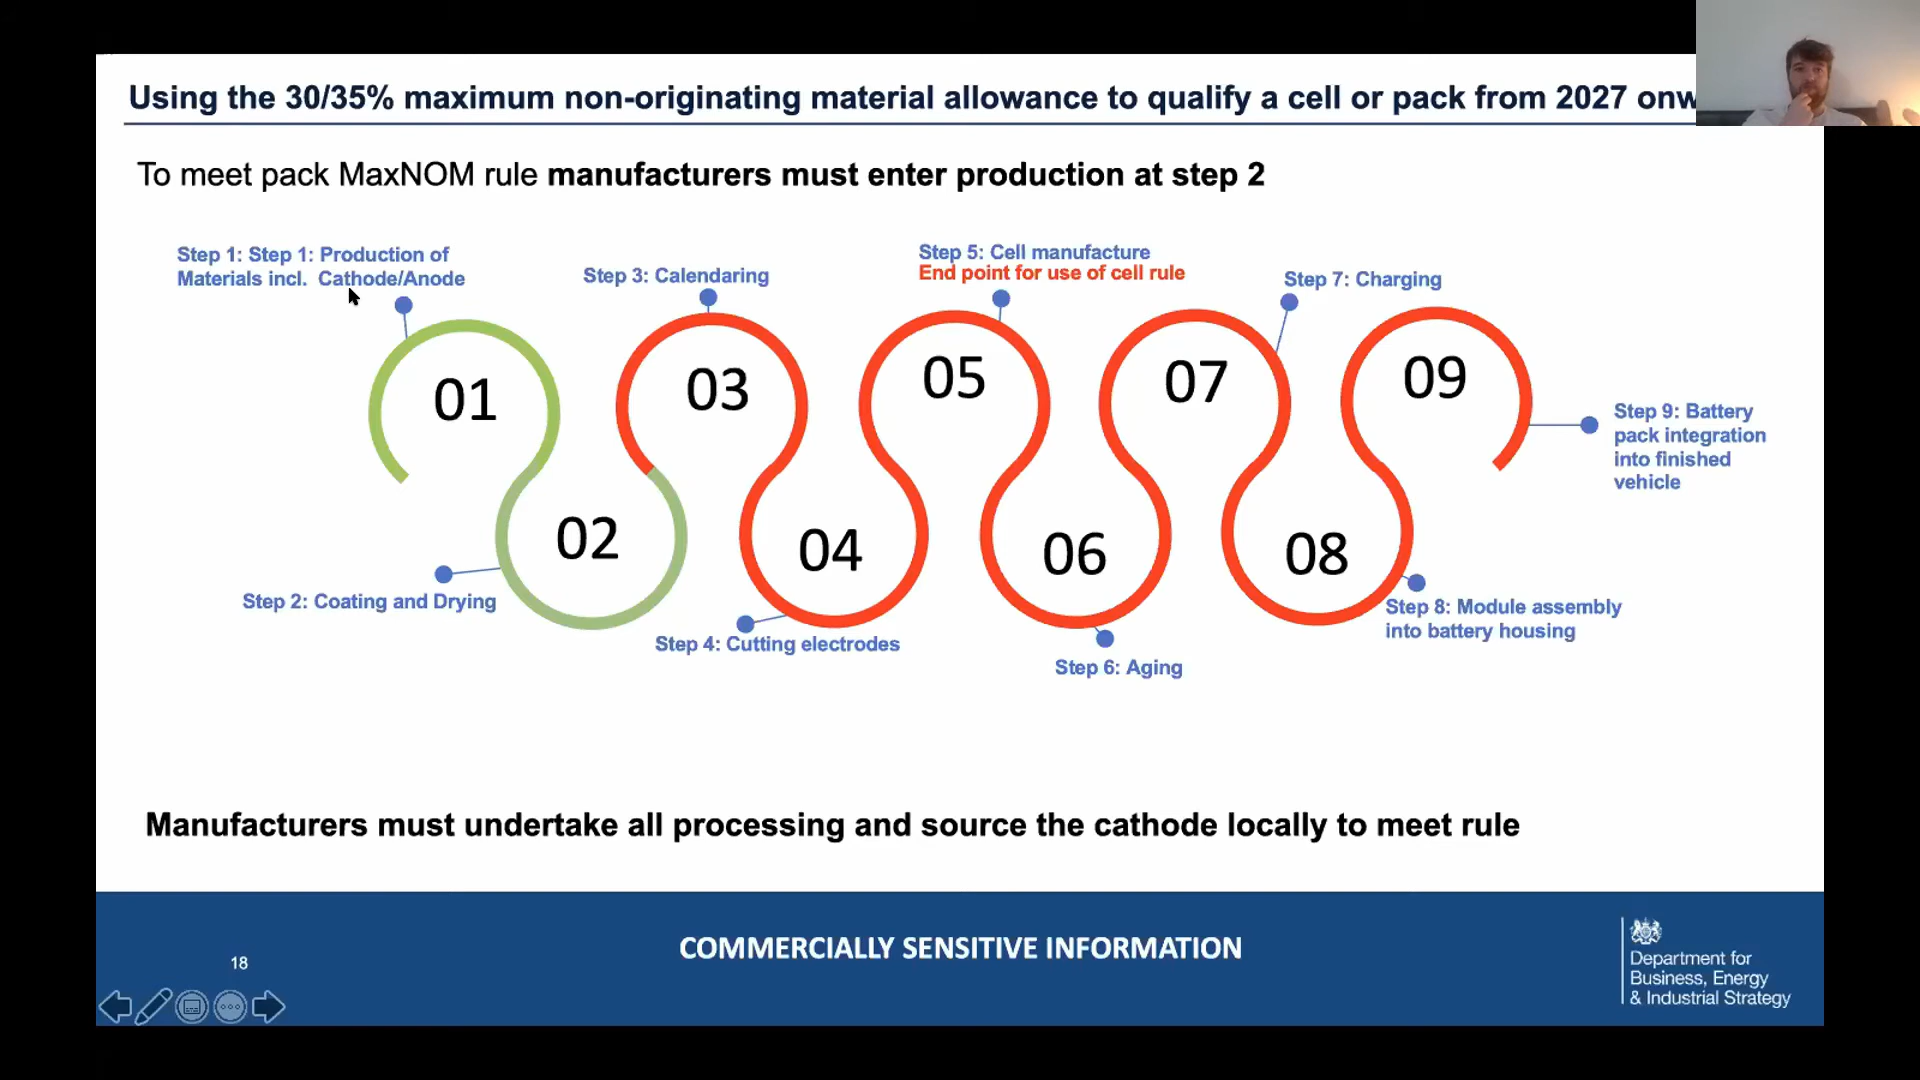 Using the 30/35% maximum non-originating material allowance to qualify a cell or pack from 2027
To meet pack MaxNOM rule manufacturers must enter production at step 2
Step 1: Step 1: Production of
Materials incl. Cathode/Anode
Step 3: Calendaring
Step 5: Cell manufacture
End point for use of cell rule
Step 7: Charging
01
03
05
07
09
Step 9: Battery
pack integration
into finished
vehicle
02
04
06
08
Step 2: Coating and Drying
Step 4: Cutting electrodes
Step 6: Aging
Step 8: Module assembly
into battery housing
Manufacturers must undertake all processing and source the cathode locally to meet rule
COMMERCIALLY SENSITIVE INFORMATION
18
Department for
Business, Energy
& Industrial Strategy